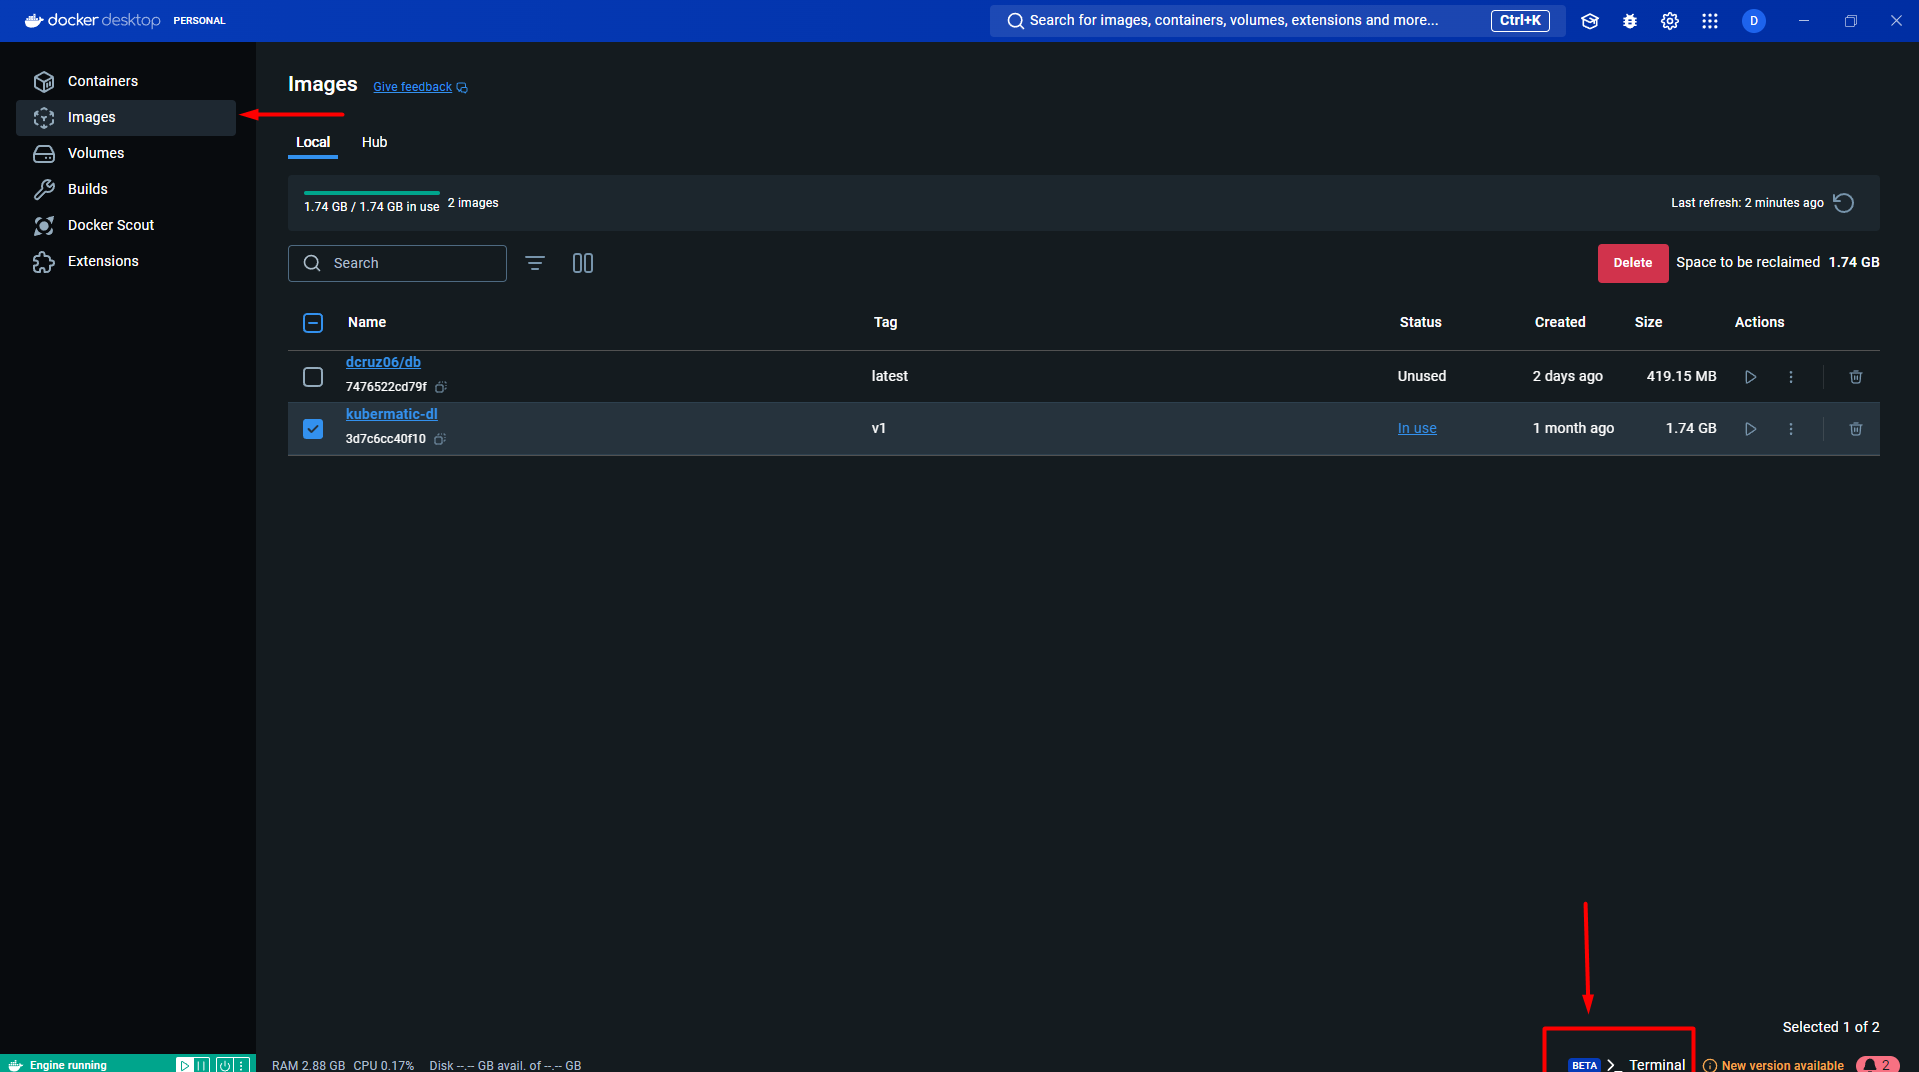 docker desktop PERSONAL
Search for images, containers, volumes, extensions and more... Ctrl+K
D
Containers
Images
Volumes
Builds
Docker Scout
Extensions
Images Give feedback
Local Hub
1.74 GB / 1.74 GB in use 2 images
Last refresh: 2 minutes ago
Search
Delete Space to be reclaimed 1.74 GB
Name Tag Status Created Size Actions
dcruz06/db
7476522cd79f
latest Unused 2 days ago 419.15 MB
kubermatic-dl
3d7c6cc40f10
v1 In use 1 month ago 1.74 GB
Selected 1 of 2
Engine running
RAM 2.88 GB CPU 0.17% Disk --.-- GB avail. of --.-- GB
BETA >_ Terminal
New version available
2